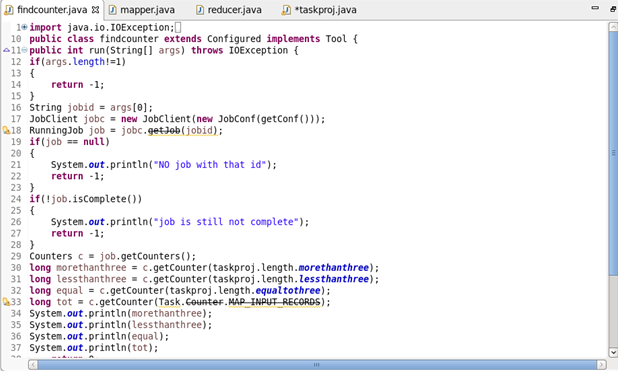 findcounter.java mapper.java reducer.java *taskproj.java
1 import java.io.IOException;
10 public class findcounter extends Configured implements Tool {
11 public int run(String[] args) throws IOException {
12 if(args.length!=1)
13 {
14 return -1;
15 }
16 String jobid = args[0];
17 JobClient jobc = new JobClient(new JobConf(getConf()));
18 RunningJob job = jobc.getJob(jobid);
19 if(job == null)
20 {
21 System.out.println("NO job with that id");
22 return -1;
23 }
24 if(!job.isComplete())
25 {
26 System.out.println("job is still not complete");
27 return -1;
28 }
29 Counters c = job.getCounters();
30 long morethanthree = c.getCounter(taskproj.length.morethanthree);
31 long lessthanthree = c.getCounter(taskproj.length.lessthanthree);
32 long equal = c.getCounter(taskproj.length.equaltothree);
33 long tot = c.getCounter(Task.Counter.MAP_INPUT_RECORDS);
34 System.out.println(morethanthree);
35 System.out.println(lessthanthree);
36 System.out.println(equal);
37 System.out.println(tot);